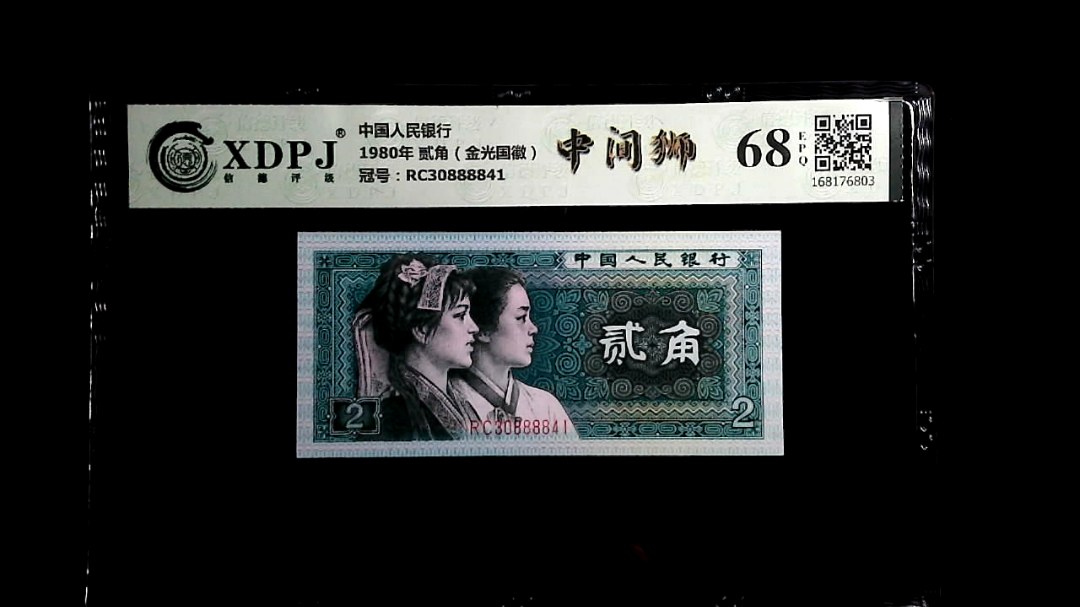 XDPJ ®
信德评级
中国人民银行
1980年 贰角（金光国徽）
冠号：RC30888841
中间狮
68
EPQ
168176803
中国人民银行
贰角
2
RC30888841
2